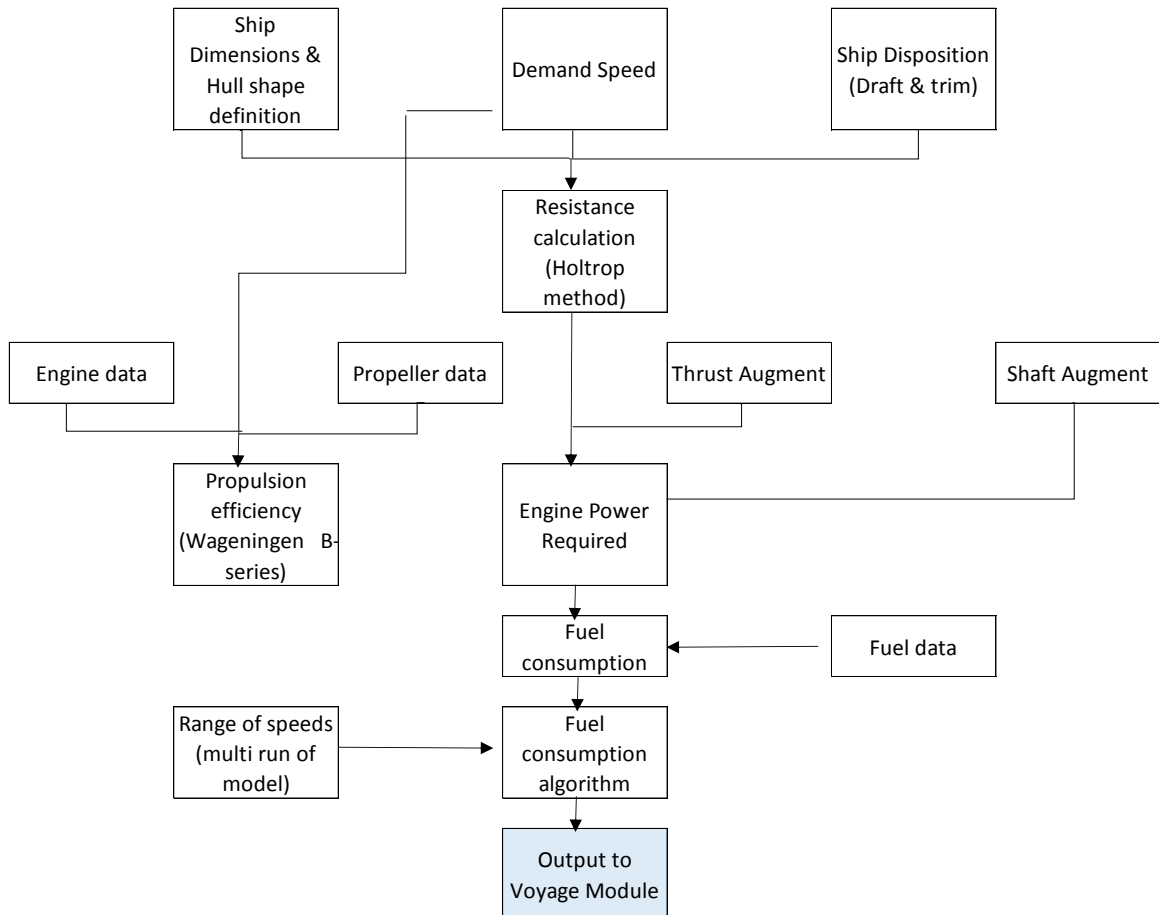 Ship
Dimensions &
Hull shape
definition
Demand Speed
Ship Disposition
(Draft & trim)
Resistance
calculation
(Holtrop
method)
Engine data
Propeller data
Thrust Augment
Shaft Augment
Propulsion
efficiency
(Wageningen B-
series)
Engine Power
Required
Fuel
consumption
Fuel data
Range of speeds
(multi run of
model)
Fuel
consumption
algorithm
Output to
Voyage Module